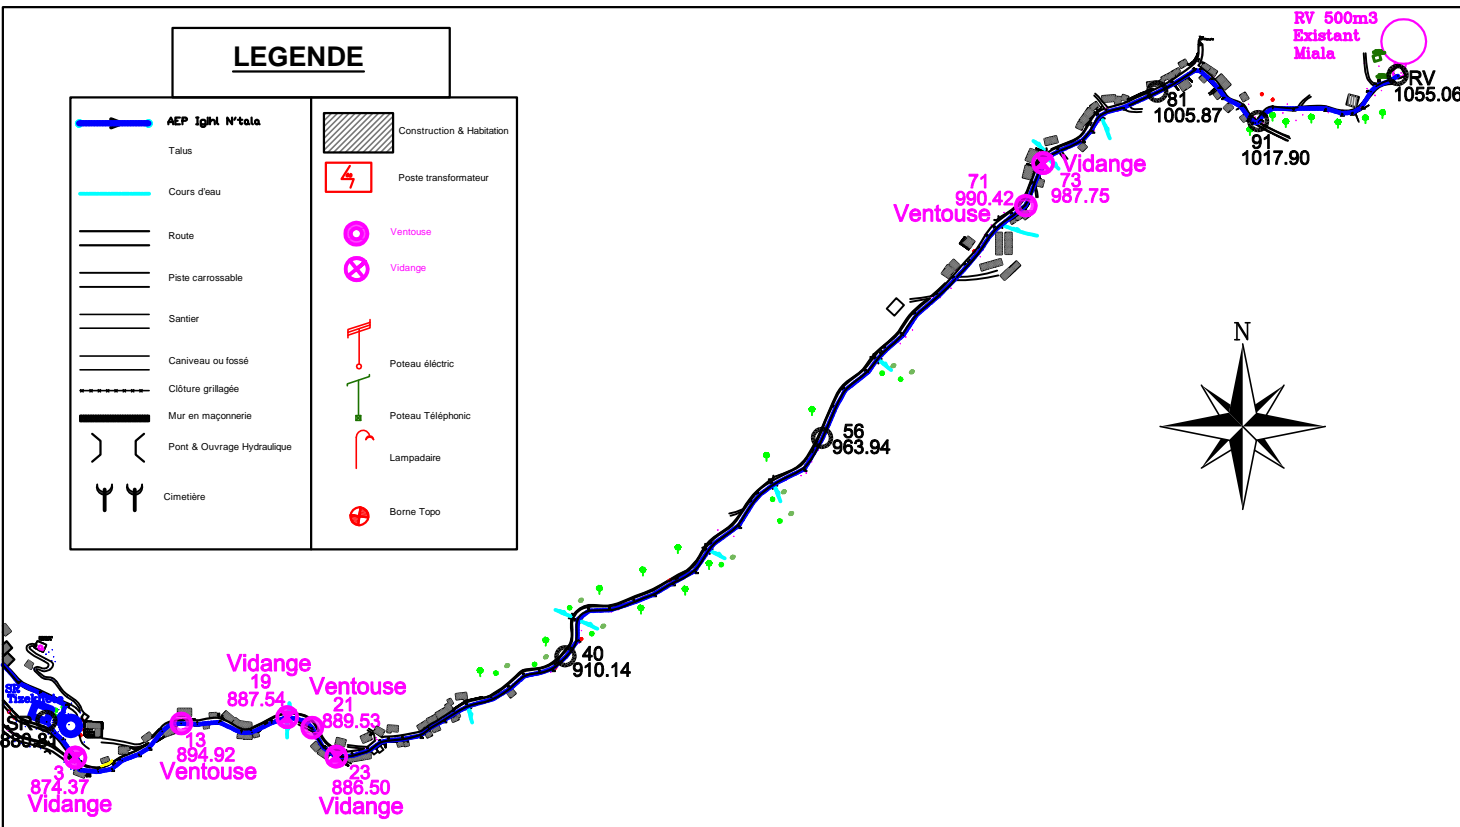 LEGENDE
AEP Igihl N'tala
Talus
Cours d'eau
Route
Piste carrossable
Santier
Caniveau ou fossé
Clôture grillagée
Mur en maçonnerie
Pont & Ouvrage Hydraulique
Cimetière
Construction & Habitation
Poste transformateur
Ventouse
Vidange
Poteau éléctric
Poteau Téléphonic
Lampadaire
Borne Topo
RV 500m3
Existant
Miala
RV
1055.06
81
1005.87
91
1017.90
Vidange
73
987.75
71
990.42
Ventouse
N
56
963.94
40
910.14
Vidange
19
887.54
Ventouse
21
889.53
23
886.50
Vidange
13
894.92
Ventouse
SR
SR
3
874.37
Vidange